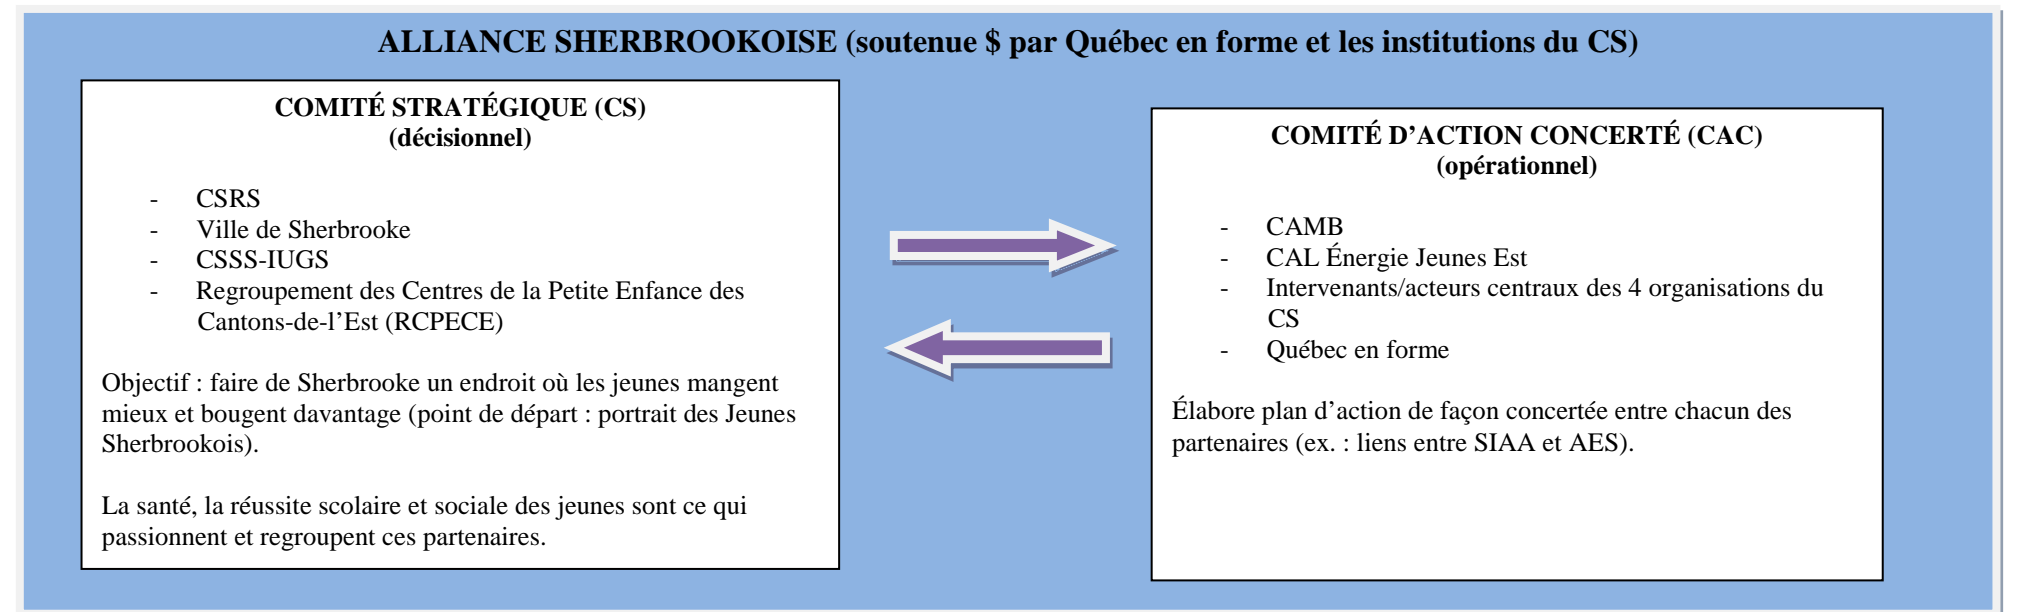 ALLIANCE SHERBROOKOISE (soutenue $ par Québec en forme et les institutions du CS)
COMITÉ STRATÉGIQUE (CS)
(décisionnel)
- CSRS
- Ville de Sherbrooke
- CSSS-IUGS
- Regroupement des Centres de la Petite Enfance des
Cantons-de-l’Est (RCPECE)
Objectif : faire de Sherbrooke un endroit où les jeunes mangent
mieux et bougent davantage (point de départ : portrait des Jeunes
Sherbrookois).
La santé, la réussite scolaire et sociale des jeunes sont ce qui
passionnent et regroupent ces partenaires.
COMITÉ D’ACTION CONCERTÉ (CAC)
(opérationnel)
- CAMB
- CAL Énergie Jeunes Est
- Intervenants/acteurs centraux des 4 organisations du
CS
- Québec en forme
Élabore plan d’action de façon concertée entre chacun des
partenaires (ex. : liens entre SIAA et AES).